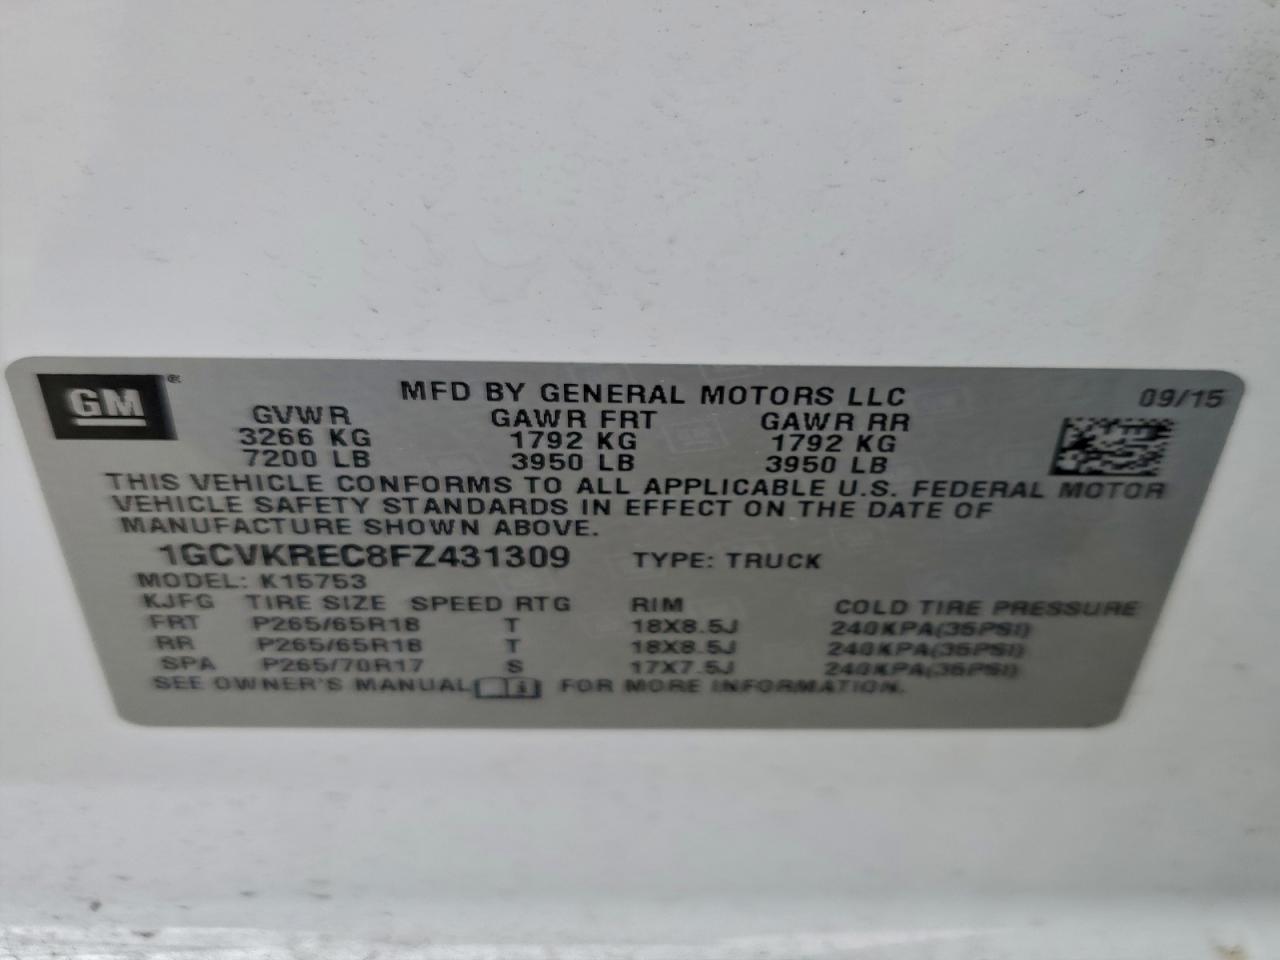 GM®
MFD BY GENERAL MOTORS LLC 09/15
GVWR GAWR FRT GAWR RR
3266 KG 1792 KG 1792 KG
7200 LB 3950 LB 3950 LB
THIS VEHICLE CONFORMS TO ALL APPLICABLE U.S. FEDERAL MOTOR
VEHICLE SAFETY STANDARDS IN EFFECT ON THE DATE OF
MANUFACTURE SHOWN ABOVE.
1GCVKREC8FZ431309 TYPE: TRUCK
MODEL: K15753
KJFG TIRE SIZE SPEED RTG RIM COLD TIRE PRESSURE
FRT P265/65R18 T 18X8.5J 240KPA(35PSI)
RR P265/65R18 T 18X8.5J 240KPA(35PSI)
SPA P265/70R17 S 17X7.5J 240KPA(35PSI)
SEE OWNER'S MANUAL FOR MORE INFORMATION.